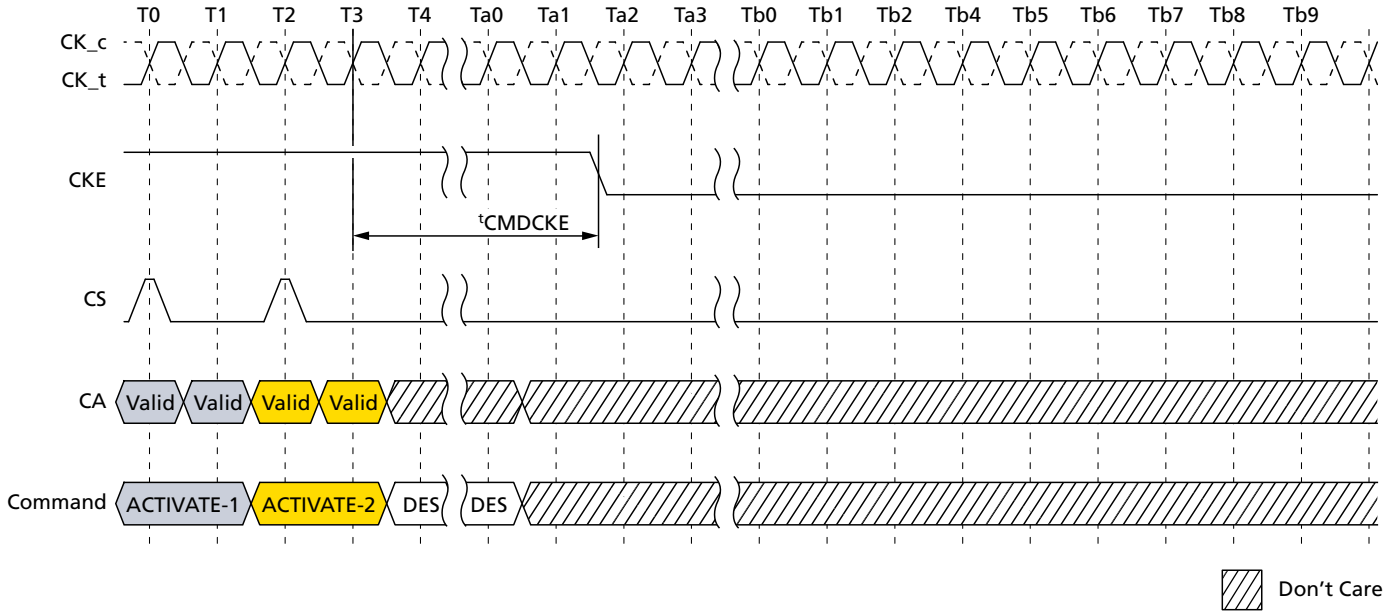 T0 T1 T2 T3 T4 Ta0 Ta1 Ta2 Ta3 Tb0 Tb1 Tb2 Tb4 Tb5 Tb6 Tb7 Tb8 Tb9
CK_c
CK_t
CKE
tCMDCKE
CS
CA Valid Valid Valid Valid
Command ACTIVATE-1 ACTIVATE-2 DES DES
Don't Care